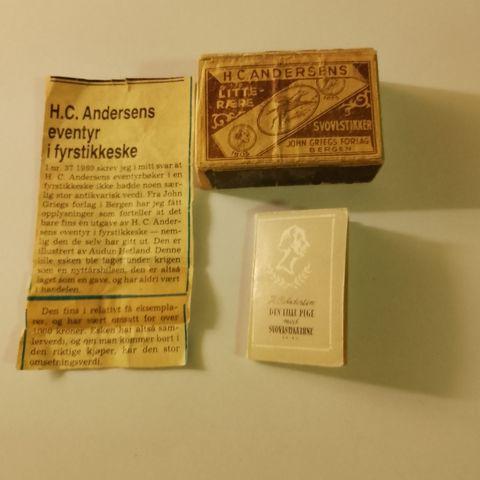 H.C. Andersens
eventyr
i fyrstikkeske
I nr. 37 1989 skrev jeg i mitt svar at
H. C. Andersens eventyrbøker i en
fyrstikkeske ikke hadde noen sær-
lig stor antikvarisk verdi. Fra John
Griegs forlag i Bergen har jeg fått
opplysninger som forteller at det
bare fins én utgave av H. C. Ander-
sens eventyr i fyrstikkeske — nem-
lig den de selv har gitt ut. Den er
illustrert av Audun Hetland. Denne
lille esken ble laget under krigen
som en nyttårshilsen, den er altså
laget som en gave, og har aldri vært
i handelen.
Den fins i relativt få eksempla-
rer, og har vært omsatt for over
1000 kroner. Esken har altså sam-
lerverdi, og om man kommer bort i
den riktige kjøper, har den stor
omsetningsverdi.
H C ANDERSENS
LITTE-
RÆRE
SVOVLSTIKKER
1805
JOHN GRIEGS FORLAG
BERGEN
H. C. Andersen
DEN LILLE PIGE
med
SVOVLSTIKKERNE